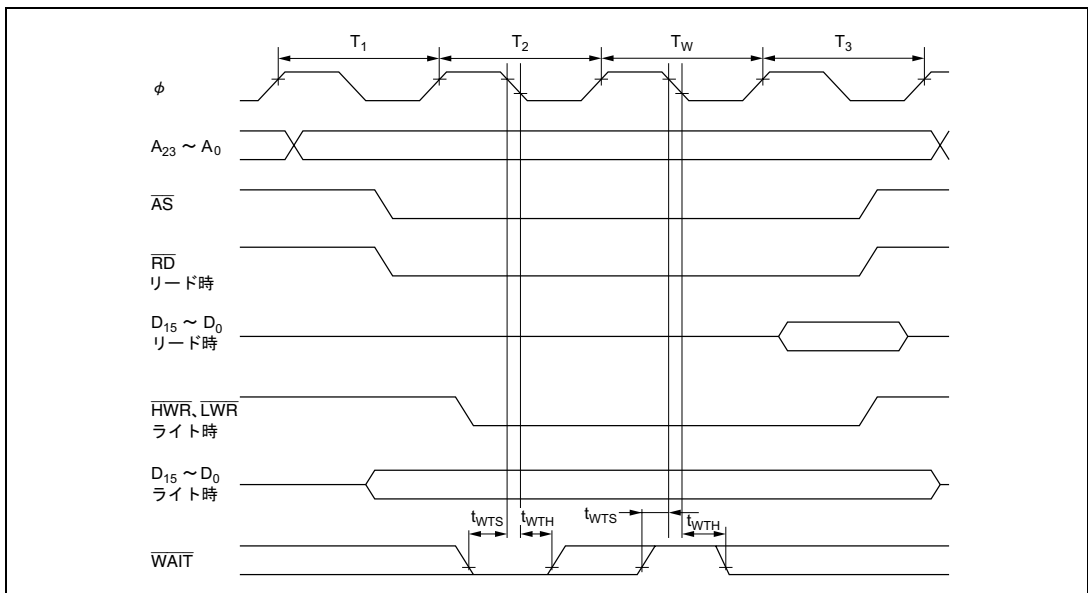 T1 T2 TW T3
φ
A23 ～ A0
AS
RD
リード時
D15 ～ D0
リード時
HWR、LWR
ライト時
D15 ～ D0
ライト時
tWTS tWTH tWTS tWTH
WAIT